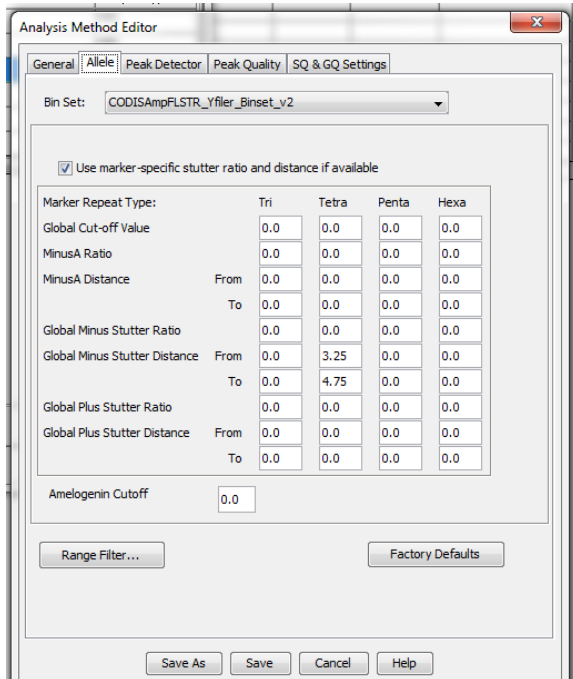 Analysis Method Editor
General Allele Peak Detector Peak Quality SQ & GQ Settings
Bin Set: CODISAmpFLSTR_Yfiler_Binset_v2
Use marker-specific stutter ratio and distance if available
Marker Repeat Type: Tri Tetra Penta Hexa
Global Cut-off Value 0.0 0.0 0.0 0.0
MinusA Ratio 0.0 0.0 0.0 0.0
MinusA Distance From 0.0 0.0 0.0 0.0
To 0.0 0.0 0.0 0.0
Global Minus Stutter Ratio 0.0 0.0 0.0 0.0
Global Minus Stutter Distance From 0.0 3.25 0.0 0.0
To 0.0 4.75 0.0 0.0
Global Plus Stutter Ratio 0.0 0.0 0.0 0.0
Global Plus Stutter Distance From 0.0 0.0 0.0 0.0
To 0.0 0.0 0.0 0.0
Amelogenin Cutoff 0.0
Range Filter... Factory Defaults
Save As Save Cancel Help